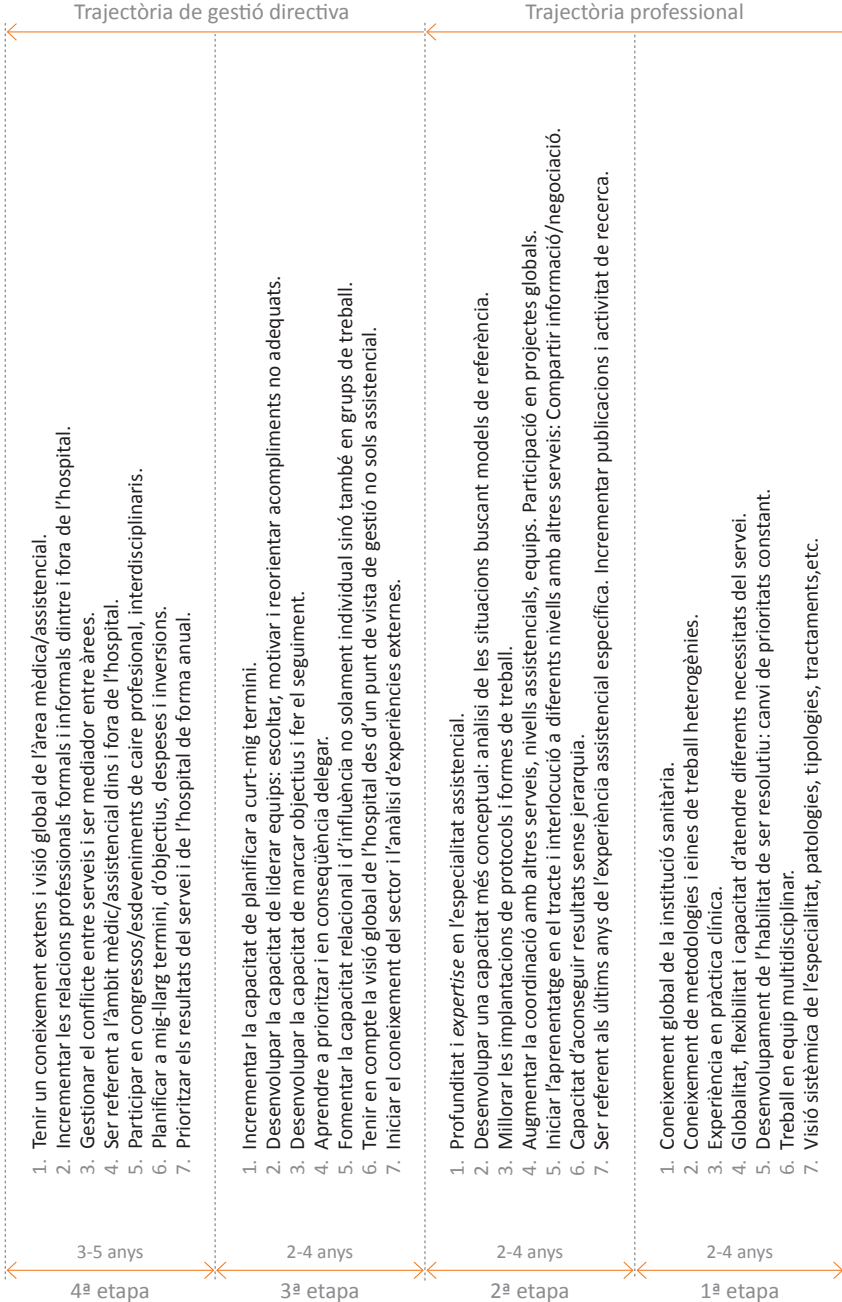 Trajectòria de gestió directiva
Trajectòria professional
1. Tenir un coneixement extens i visió global de l'àrea mèdica/assistencial.
2. Incrementar les relacions professionals formals i informals dintre i fora de l'hospital.
3. Gestionar el conflicte entre serveis i ser mediador entre àrees.
4. Ser referent a l'àmbit mèdic/assistencial dins i fora de l'hospital.
5. Participar en congressos/esdeveniments de caire profesional, interdisciplinaris.
6. Planificar a mig-llarg termini, d'objectius, despeses i inversions.
7. Prioritzar els resultats del servei i de l'hospital de forma anual.
1. Incrementar la capacitat de planificar a curt-mig termini.
2. Desenvolupar la capacitat de liderar equips: escoltar, motivar i reorientar acompliments no adequats.
3. Desenvolupar la capacitat de marcar objectius i fer el seguiment.
4. Aprendre a prioritzar i en conseqüència delegar.
5. Fomentar la capacitat relacional i d'influència no solament individual sinó també en grups de treball.
6. Tenir en compte la visió global de l'hospital des d'un punt de vista de gestió no sols assistencial.
7. Iniciar el coneixement del sector i l'anàlisi d'experiències externes.
1. Profunditat i expertise en l'especialitat assistencial.
2. Desenvolupar una capacitat més conceptual: anàlisi de les situacions buscant models de referència.
3. Millorar les implantacions de protocols i formes de treball.
4. Augmentar la coordinació amb altres serveis, nivells assistencials, equips. Participació en projectes globals.
5. Iniciar l'aprenentatge en el tracte i interlocució a diferents nivells amb altres serveis: Compartir informació/negociació.
6. Capacitat d'aconseguir resultats sense jerarquia.
7. Ser referent als últims anys de l'experiència assistencial específica. Incrementar publicacions i activitat de recerca.
1. Coneixement global de la institució sanitària.
2. Coneixement de metodologies i eines de treball heterogènies.
3. Experiència en pràctica clínica.
4. Globalitat, flexibilitat i capacitat d'atendre diferents necessitats del servei.
5. Desenvolupament de l'habilitat de ser resolutiu: canvi de prioritats constant.
6. Treball en equip multidisciplinar.
7. Visió sistèmica de l'especialitat, patologies, tipologies, tractaments,etc.
3-5 anys
2-4 anys
2-4 anys
2-4 anys
4ª etapa
3ª etapa
2ª etapa
1ª etapa